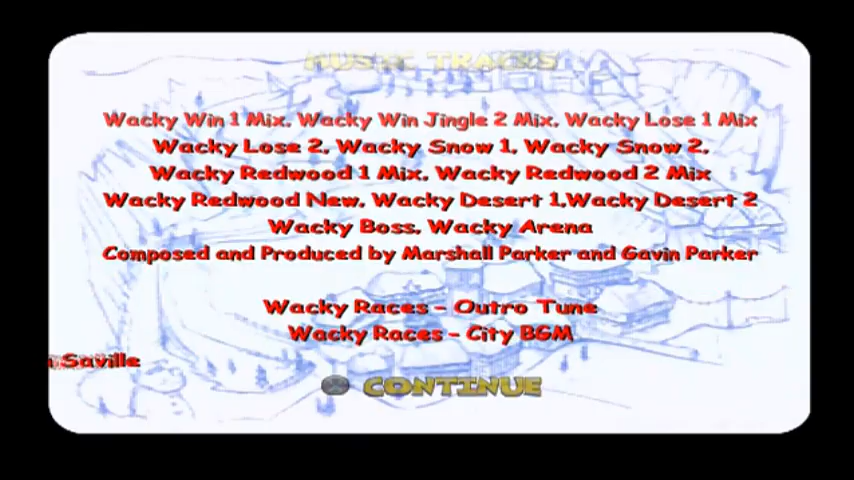 MUSIC TRACKS
Wacky Win 1 Mix, Wacky Win Jingle 2 Mix, Wacky Lose 1 Mix
Wacky Lose 2, Wacky Snow 1, Wacky Snow 2,
Wacky Redwood 1 Mix, Wacky Redwood 2 Mix
Wacky Redwood New, Wacky Desert 1,Wacky Desert 2
Wacky Boss, Wacky Arena
Composed and Produced by Marshall Parker and Gavin Parker
Wacky Races - Outro Tune
Wacky Races - City BGM
Saville
CONTINUE